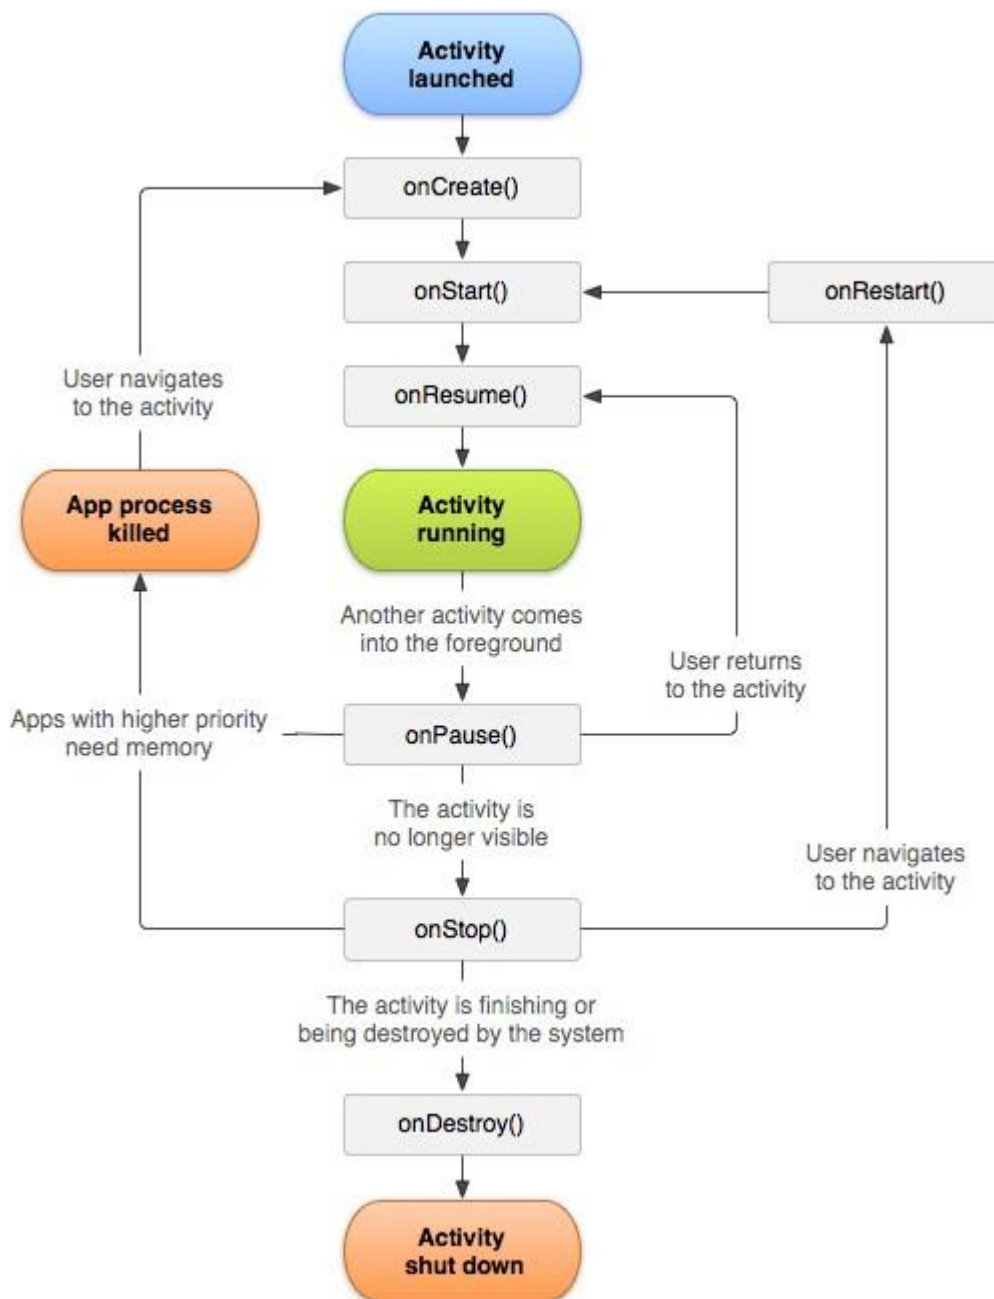 Activity
launched
onCreate()
onStart()
onRestart()
User navigates
to the activity
onResume()
App process
killed
Activity
running
Another activity comes
into the foreground
User returns
to the activity
Apps with higher priority
need memory
onPause()
The activity is
no longer visible
User navigates
to the activity
onStop()
The activity is finishing or
being destroyed by the system
onDestroy()
Activity
shut down